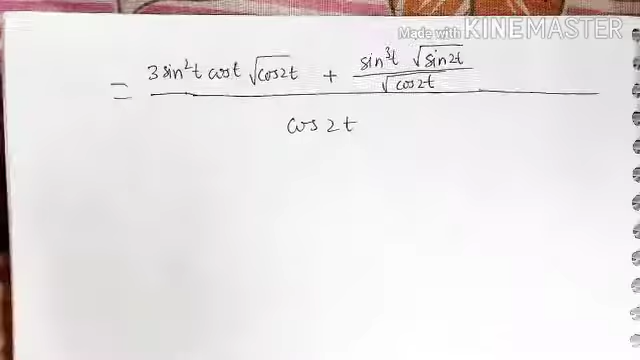 Made with KINEMASTER
= (3 sin²t cost √cos2t + (sin³t √sin2t)/(√cos2t))/(cos 2t)